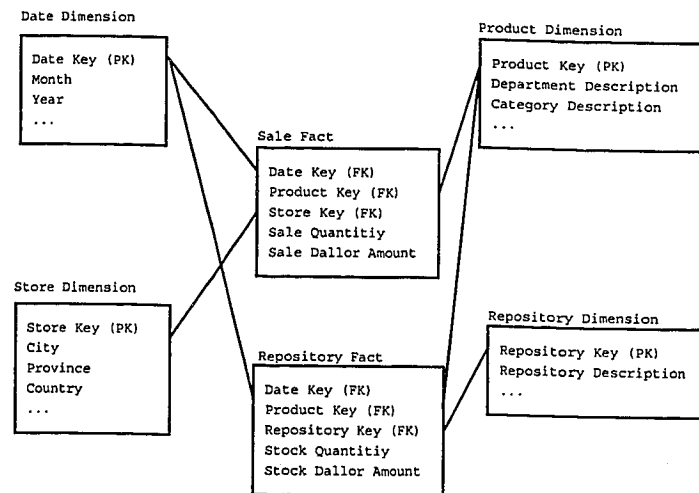 Date Dimension
Date Key (PK)
Month
Year
...
Product Dimension
Product Key (PK)
Department Description
Category Description
...
Sale Fact
Date Key (FK)
Product Key (FK)
Store Key (FK)
Sale Quantitiy
Sale Dallor Amount
Store Dimension
Store Key (PK)
City
Province
Country
...
Repository Fact
Date Key (FK)
Product Key (FK)
Repository Key (FK)
Stock Quantitiy
Stock Dallor Amount
Repository Dimension
Repository Key (PK)
Repository Description
...